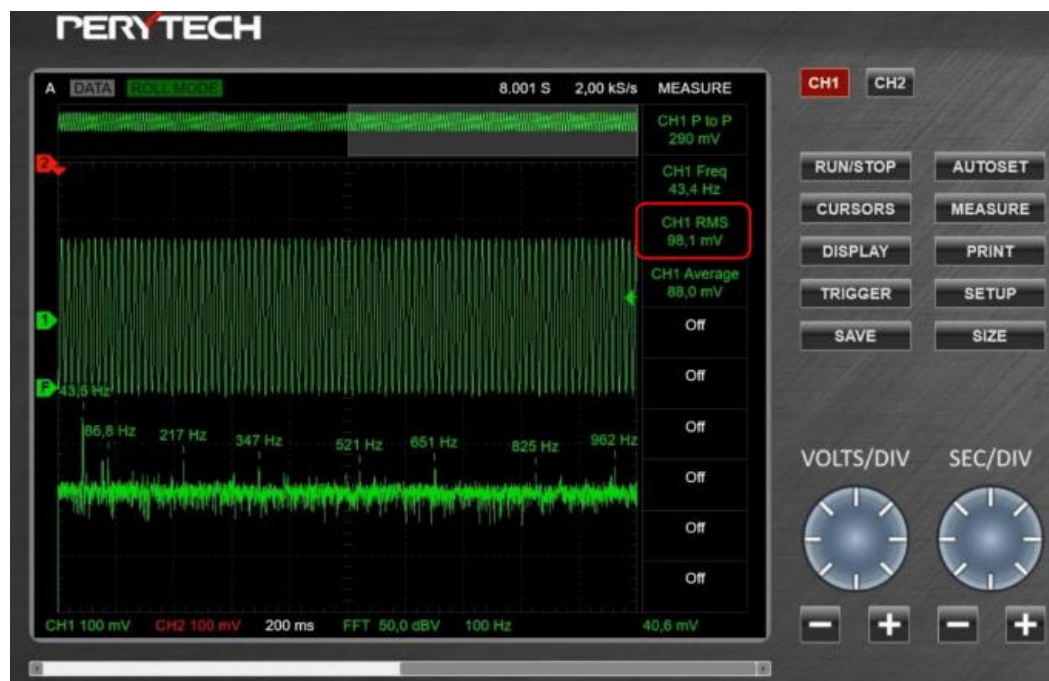 PERYTECH
A DATA ROLL MODE 8.001 S 2,00 kS/s MEASURE
CH1 CH2
CH1 P to P
290 mV
2
CH1 Freq
43,4 Hz
RUN/STOP AUTOSET
CH1 RMS
98,1 mV
CURSORS MEASURE
DISPLAY PRINT
CH1 Average
88,0 mV
TRIGGER SETUP
1
Off
SAVE SIZE
Off
F 43,5 Hz
86,8 Hz 217 Hz 347 Hz 521 Hz 651 Hz 825 Hz 962 Hz
Off
VOLTS/DIV SEC/DIV
Off
Off
Off
CH1 100 mV CH2 100 mV 200 ms FFT 50,0 dBV 100 Hz 40,6 mV
− + − +